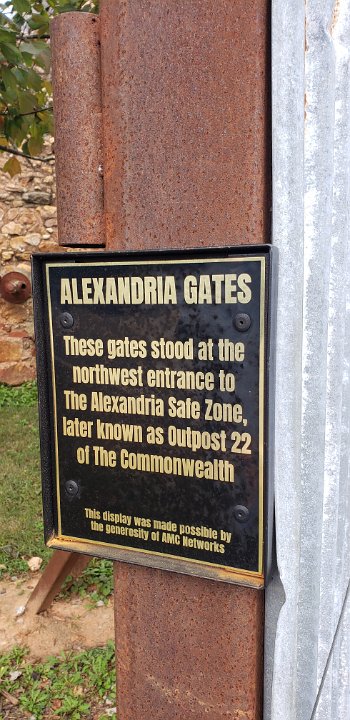 ALEXANDRIA GATES
These gates stood at the
northwest entrance to
The Alexandria Safe Zone,
later known as Outpost 22
of The Commonwealth
This display was made possible by
the generosity of AMC Networks